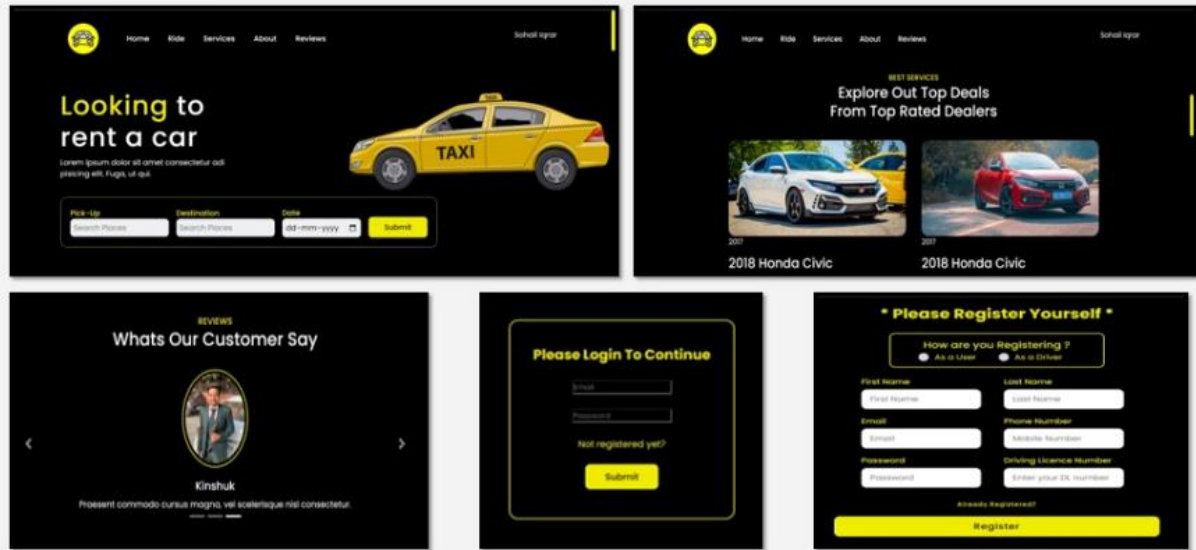 Home Ride Services About Reviews Sohail Iqrar
Looking to
rent a car
Lorem ipsum dolor sit amet consectetur adi
pisicing elit. Fuga, ut qui.
Pick-Up Destination Date
Search Places Search Places dd-mm-yyyy Submit
TAXI
TAXI
Home Ride Services About Reviews Sohail Iqrar
BEST SERVICES
Explore Out Top Deals
From Top Rated Dealers
2017 2017
2018 Honda Civic 2018 Honda Civic
REVIEWS
Whats Our Customer Say
Kinshuk
Praesent commodo cursus magna, vel scelerisque nisl consectetur.
Please Login To Continue
Email
Password
Not registered yet?
Submit
* Please Register Yourself *
How are you Registering ?
As a User As a Driver
First Name Last Name
First Name Last Name
Email Phone Number
Email Mobile Number
Password Driving Licence Number
Password Enter your DL number
Already Registered?
Register